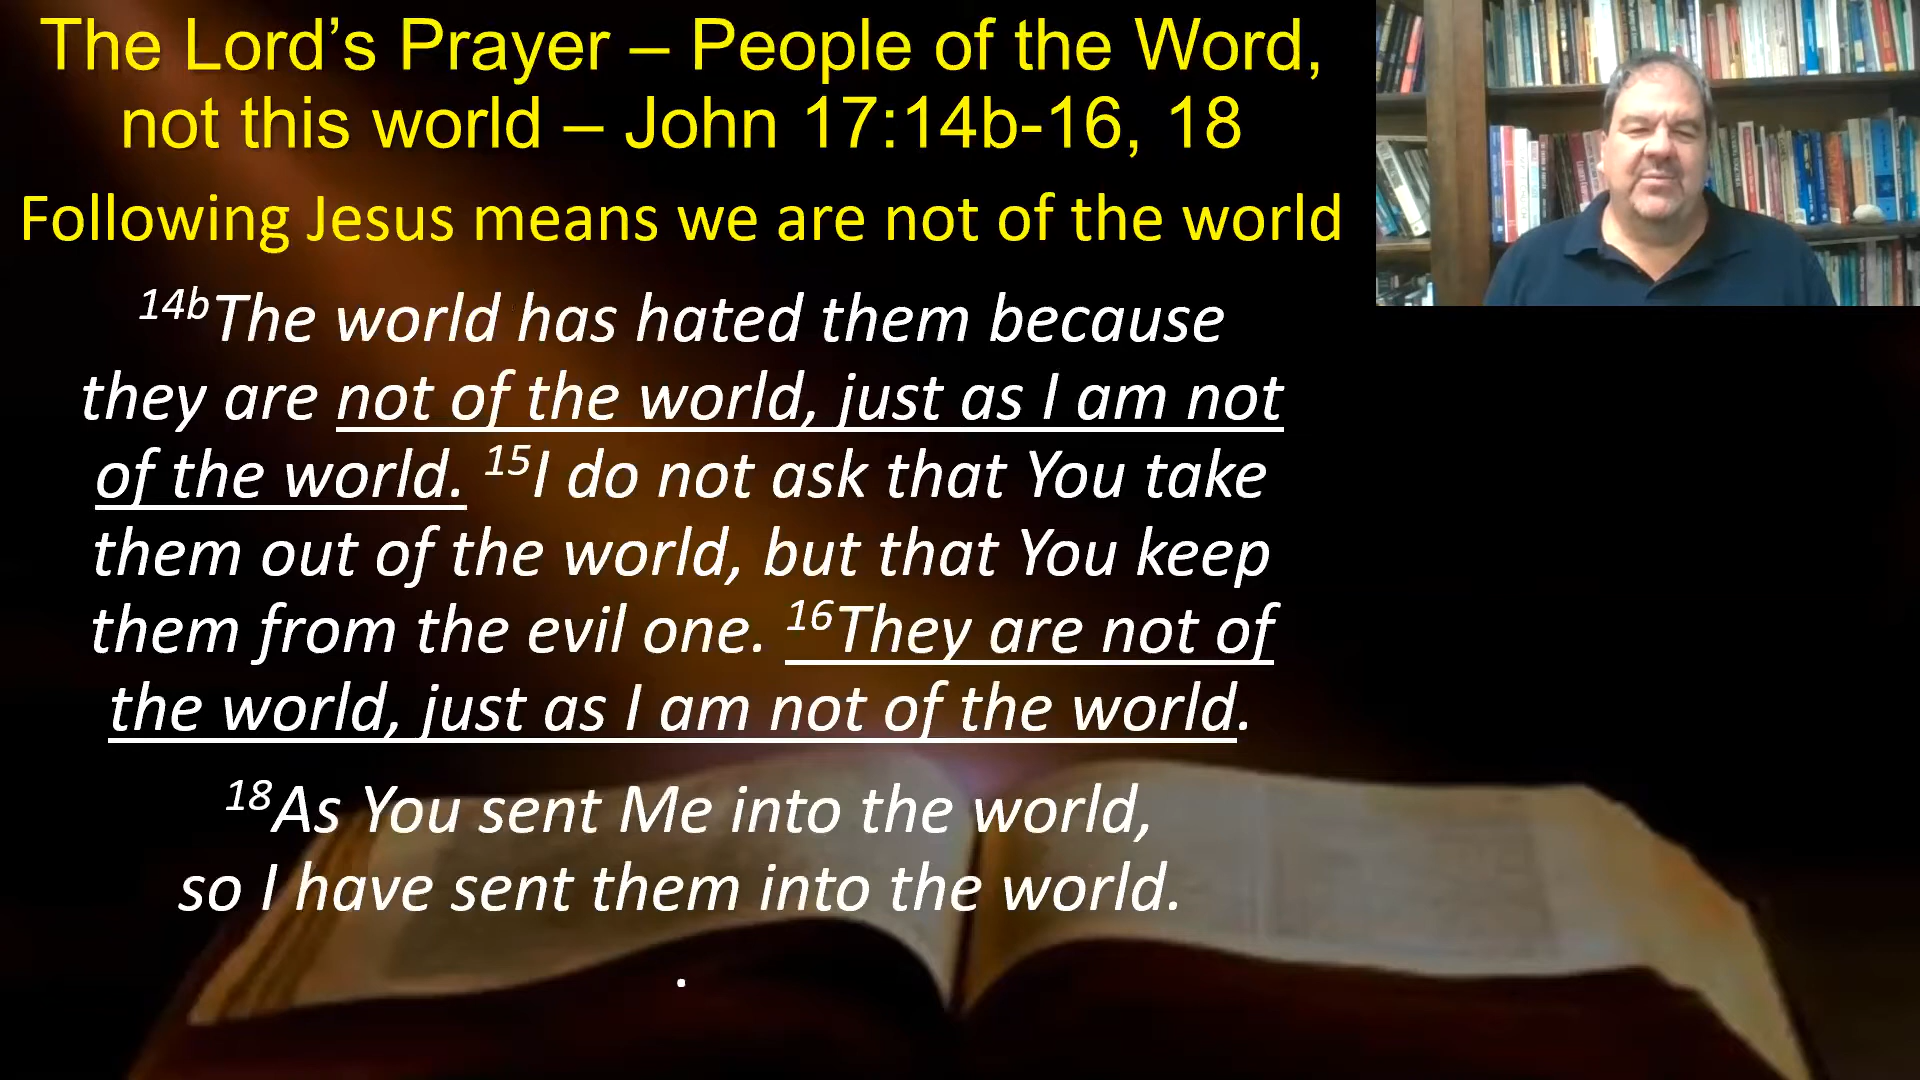 The Lord’s Prayer – People of the Word,
not this world – John 17:14b-16, 18
Following Jesus means we are not of the world
14bThe world has hated them because
they are not of the world, just as I am not
of the world. 15I do not ask that You take
them out of the world, but that You keep
them from the evil one. 16They are not of
the world, just as I am not of the world.
18As You sent Me into the world,
so I have sent them into the world.
.